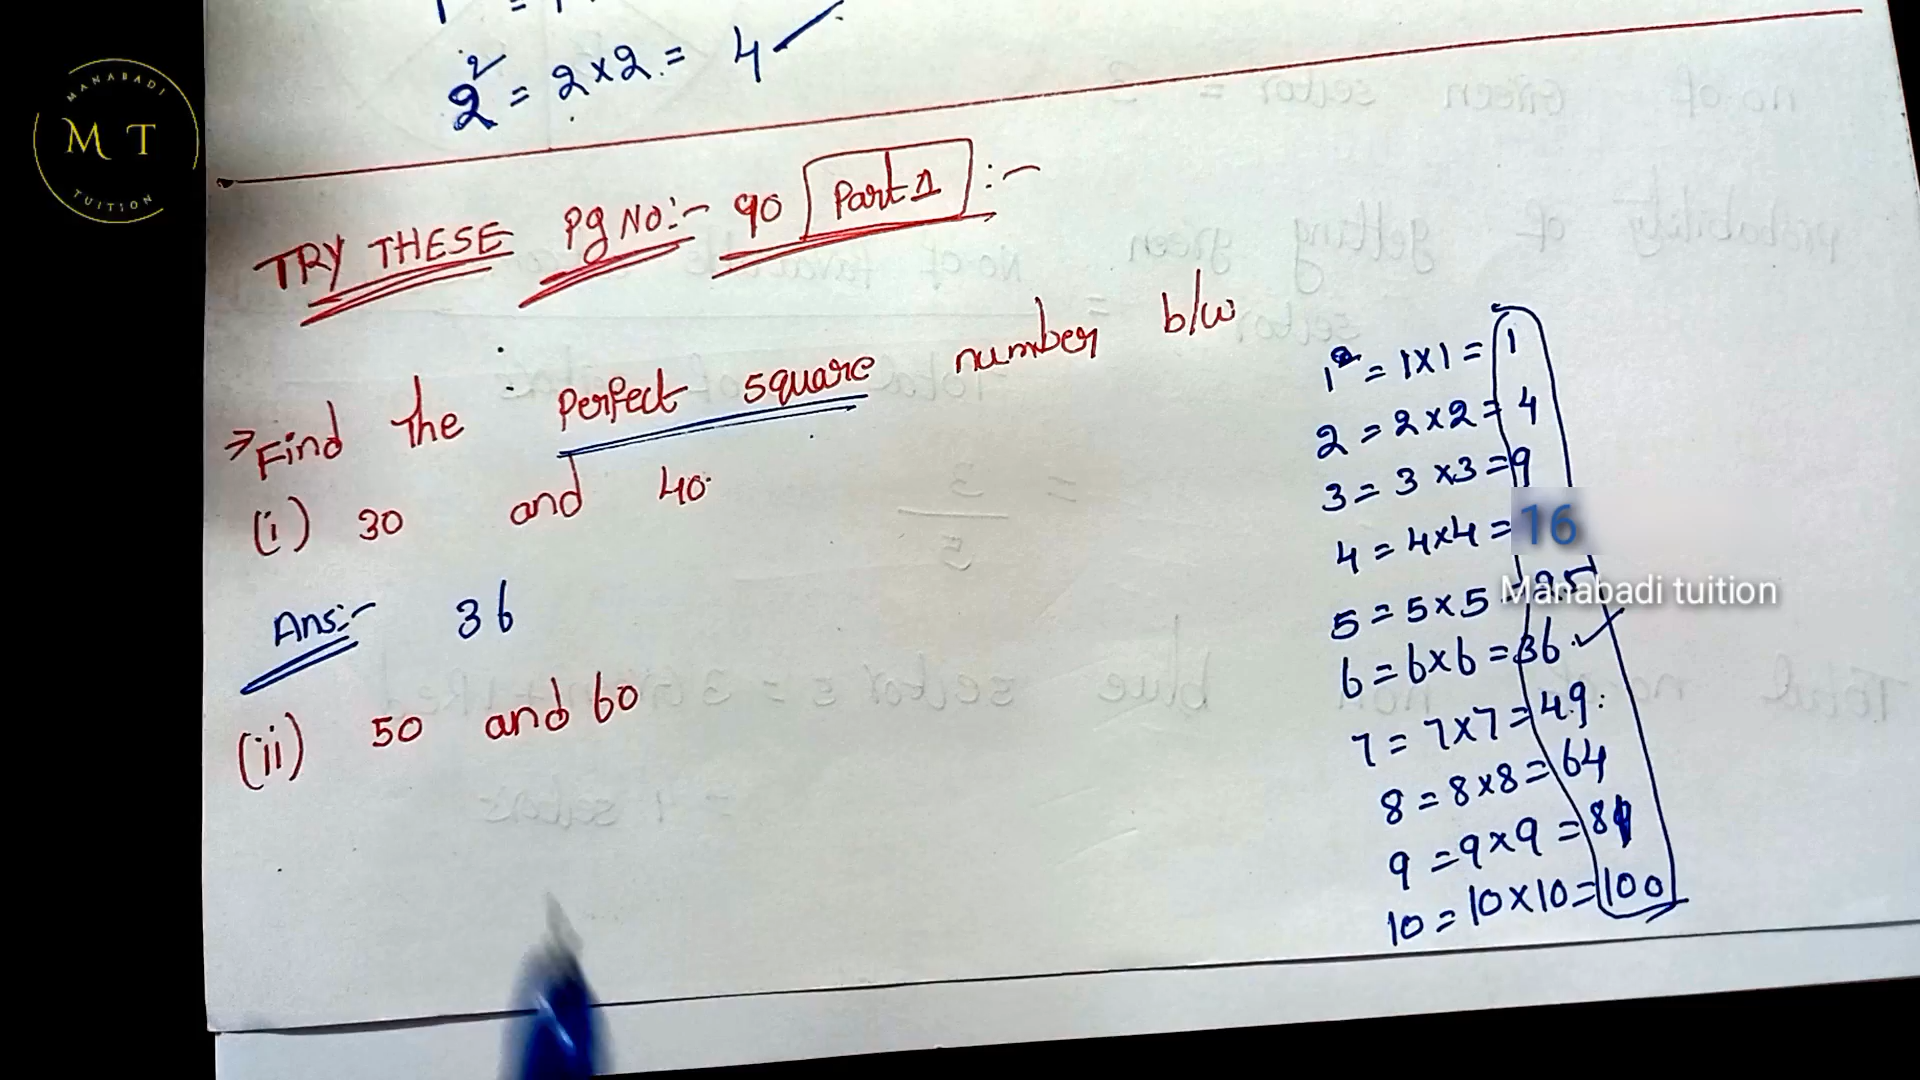 MANABADI
M T
TUITION
2² = 2×2 = 4
TRY THESE Pg No:- 90 Part 1 :-
→ Find the perfect square number b/w
(i) 30 and 40
Ans:- 36
(ii) 50 and 60
1² = 1×1 = 1
2 = 2×2 = 4
3 = 3×3 = 9
4 = 4×4 = 16
5 = 5×5 = 25
Manabadi tuition
6 = 6×6 = 36
7 = 7×7 = 49
8 = 8×8 = 64
9 = 9×9 = 81
10 = 10×10 = 100